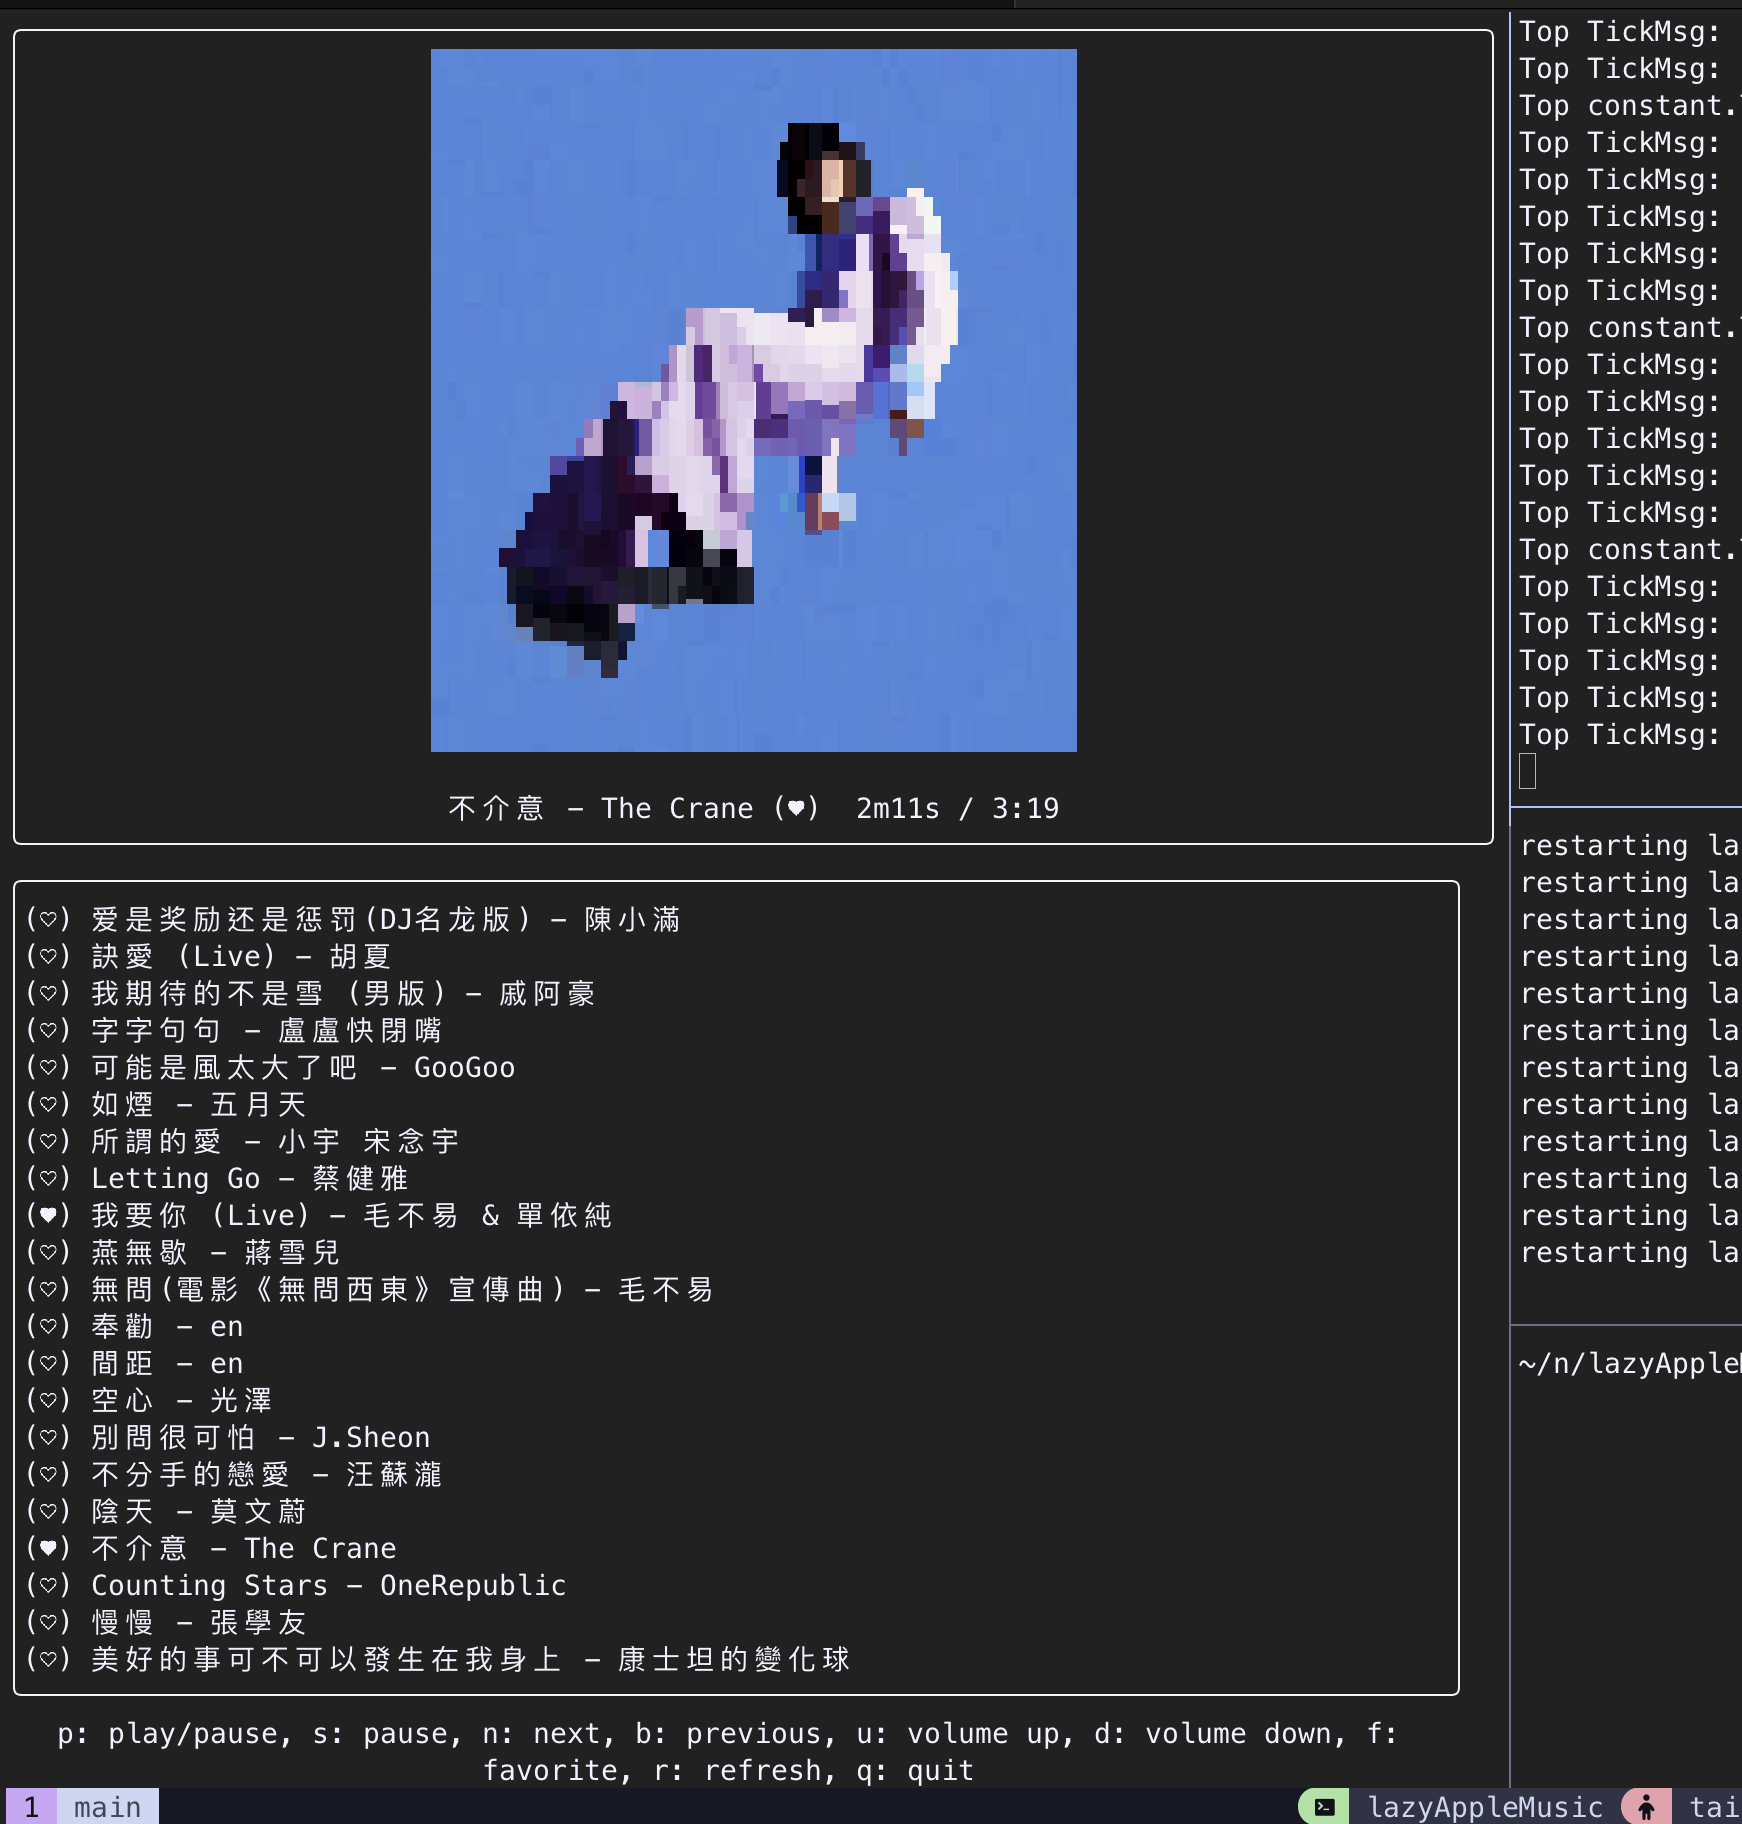 不介意 – The Crane (♥) 2m11s / 3:19
(♡) 爱是奖励还是惩罚(DJ名龙版) – 陳小滿
(♡) 訣愛 (Live) – 胡夏
(♡) 我期待的不是雪 (男版) – 戚阿豪
(♡) 字字句句 – 盧盧快閉嘴
(♡) 可能是風太大了吧 – GooGoo
(♡) 如煙 – 五月天
(♡) 所謂的愛 – 小宇 宋念宇
(♡) Letting Go – 蔡健雅
(♥) 我要你 (Live) – 毛不易 & 單依純
(♡) 燕無歇 – 蔣雪兒
(♡) 無問(電影《無問西東》宣傳曲) – 毛不易
(♡) 奉勸 – en
(♡) 間距 – en
(♡) 空心 – 光澤
(♡) 別問很可怕 – J.Sheon
(♡) 不分手的戀愛 – 汪蘇瀧
(♡) 陰天 – 莫文蔚
(♥) 不介意 – The Crane
(♡) Counting Stars – OneRepublic
(♡) 慢慢 – 張學友
(♡) 美好的事可不可以發生在我身上 – 康士坦的變化球
p: play/pause, s: pause, n: next, b: previous, u: volume up, d: volume down, f:
favorite, r: refresh, q: quit
Top TickMsg:
Top TickMsg:
Top constant.
Top TickMsg:
Top TickMsg:
Top TickMsg:
Top TickMsg:
Top TickMsg:
Top constant.
Top TickMsg:
Top TickMsg:
Top TickMsg:
Top TickMsg:
Top TickMsg:
Top constant.
Top TickMsg:
Top TickMsg:
Top TickMsg:
Top TickMsg:
Top TickMsg:
restarting la
restarting la
restarting la
restarting la
restarting la
restarting la
restarting la
restarting la
restarting la
restarting la
restarting la
restarting la
~/n/lazyApple
1 main
lazyAppleMusic
tai